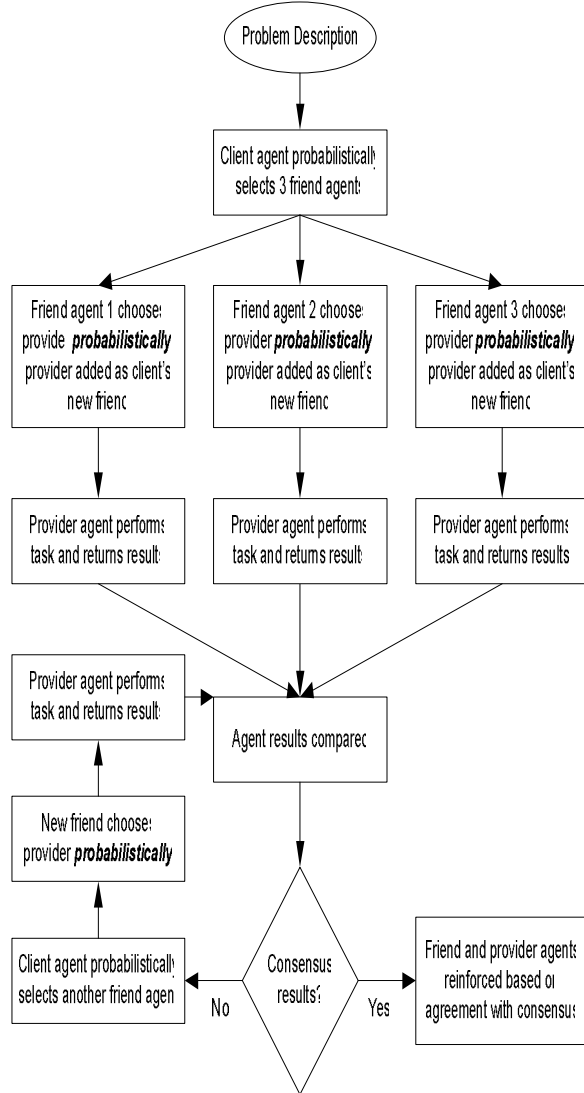 Problem Description
Client agent probabilistically
selects 3 friend agents
Friend agent 1 chooses
provide probabilistically
provider added as client's
new friend
Friend agent 2 chooses
provider probabilistically
provider added as client's
new friend
Friend agent 3 chooses
provider probabilistically
provider added as client's
new friend
Provider agent performs
task and returns results
Provider agent performs
task and returns results
Provider agent performs
task and returns results
Provider agent performs
task and returns results
Agent results compared
New friend chooses
provider probabilistically
Client agent probabilistically
selects another friend agent
No
Consensus
results?
Yes
Friend and provider agents
reinforced based on
agreement with consensus